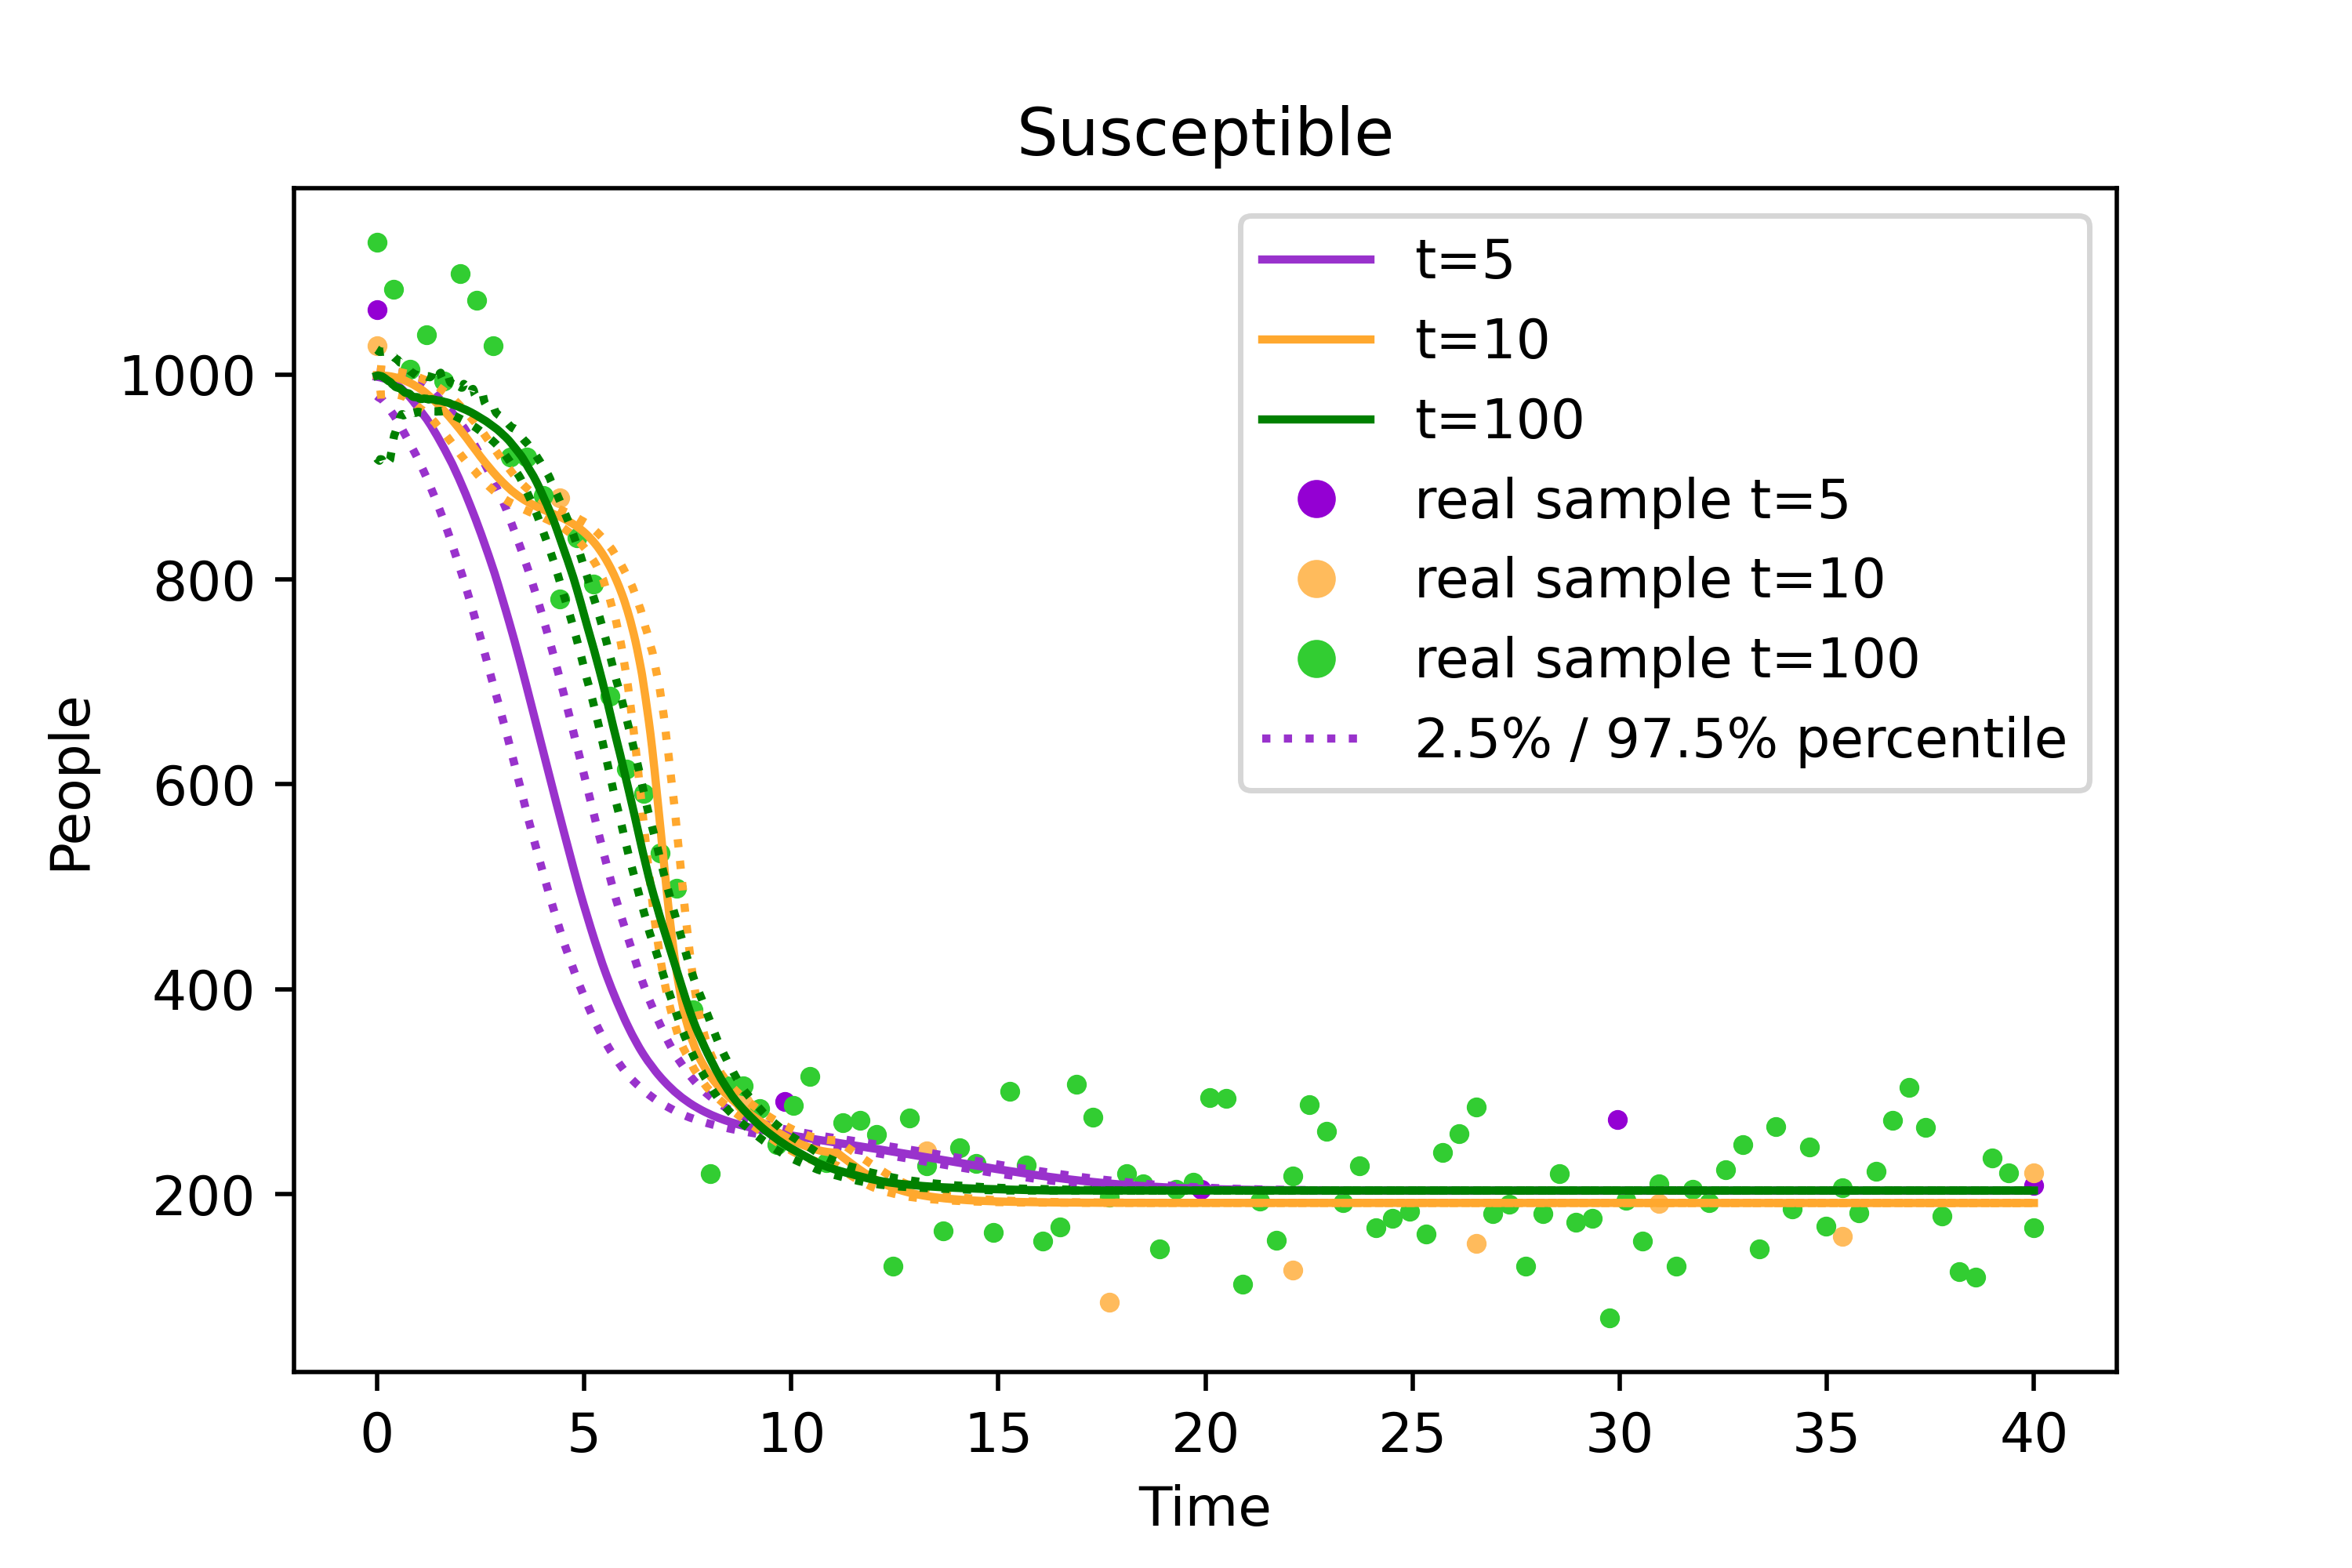 Susceptible
t=5
t=10
t=100
real sample t=5
real sample t=10
real sample t=100
2.5% / 97.5% percentile
People
1000
800
600
400
200
0 5 10 15 20 25 30 35 40
Time